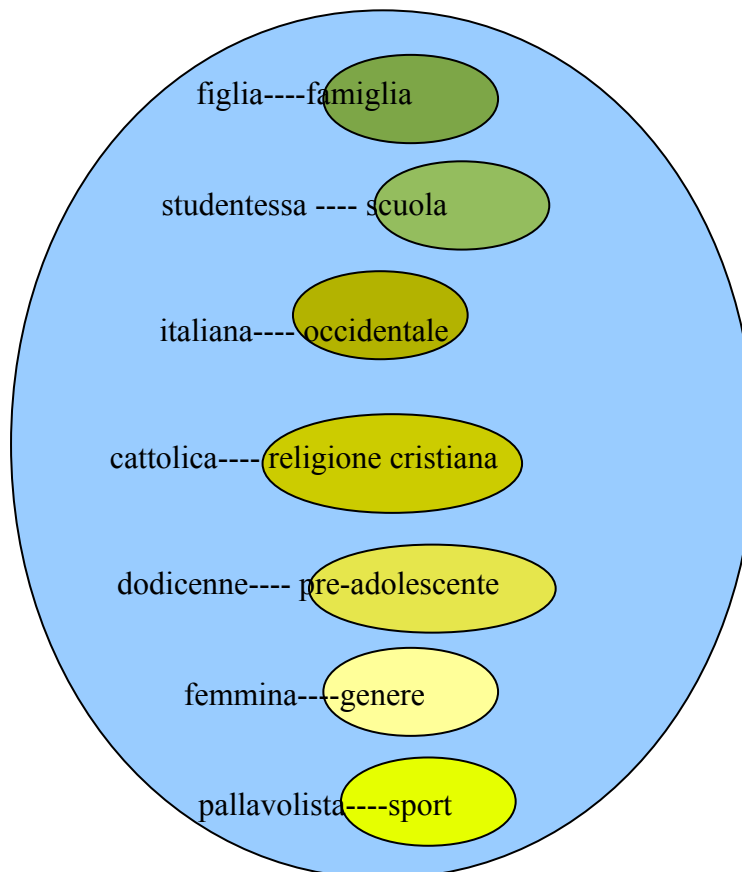 figlia----famiglia
studentessa ---- scuola
italiana---- occidentale
cattolica---- religione cristiana
dodicenne---- pre-adolescente
femmina----genere
pallavolista----sport